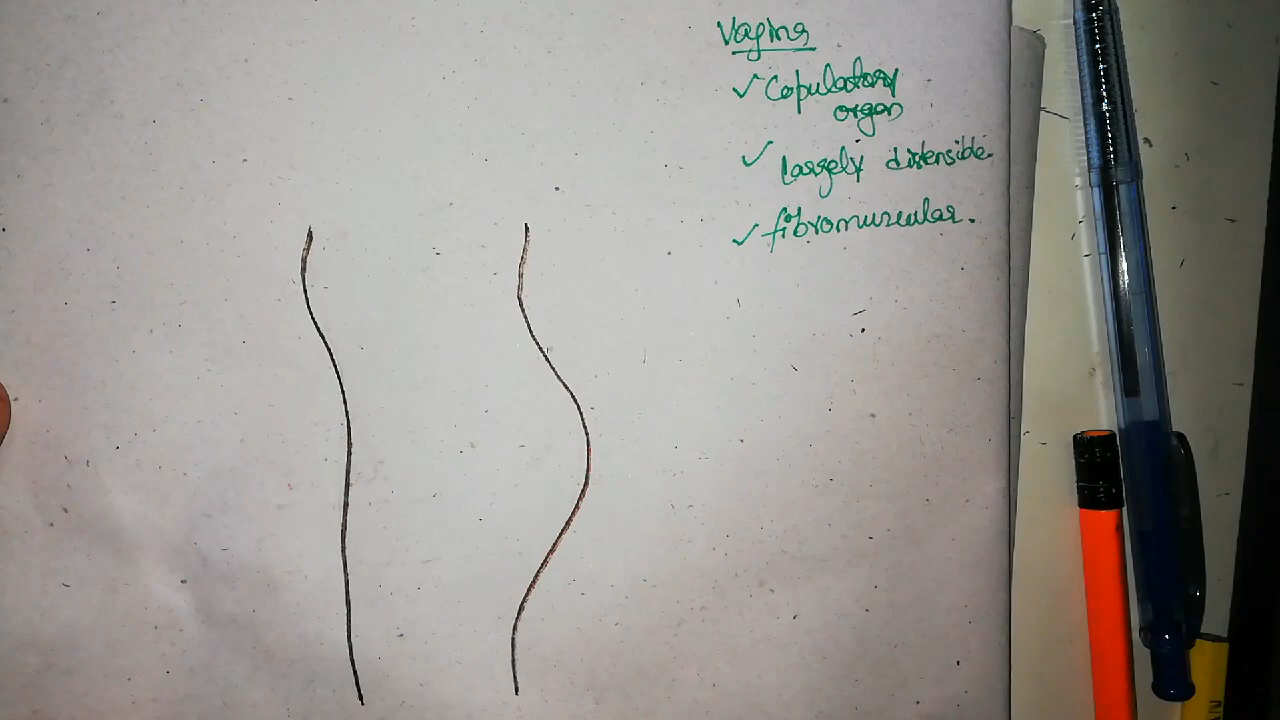 Vagina
✓ Copulatory
organ
✓ Largely distensible.
✓ fibromuscular.
N